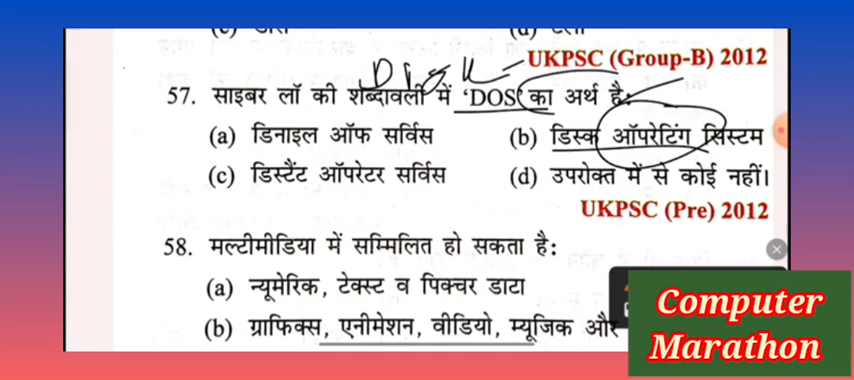 UKPSC (Group-B) 2012
Disk
57. साइबर लॉ की शब्दावली में ‘DOS’ का अर्थ है:
(a) डिनाइल ऑफ सर्विस (b) डिस्क ऑपरेटिंग सिस्टम
(c) डिस्टैंट ऑपरेटर सर्विस (d) उपरोक्त में से कोई नहीं।
UKPSC (Pre) 2012
58. मल्टीमीडिया में सम्मिलित हो सकता है:
(a) न्यूमेरिक, टेक्स्ट व पिक्चर डाटा
(b) ग्राफिक्स, एनीमेशन, वीडियो, म्यूजिक और
Computer
Marathon